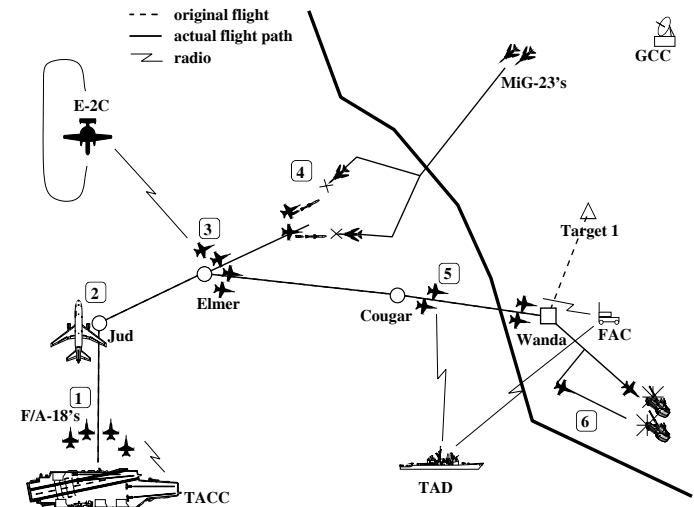 original flight
actual flight path
radio
GCC
MiG-23's
E-2C
4
3
Target 1
5
2
Elmer
Cougar
Jud
Wanda
FAC
1
F/A-18's
6
TACC
TAD